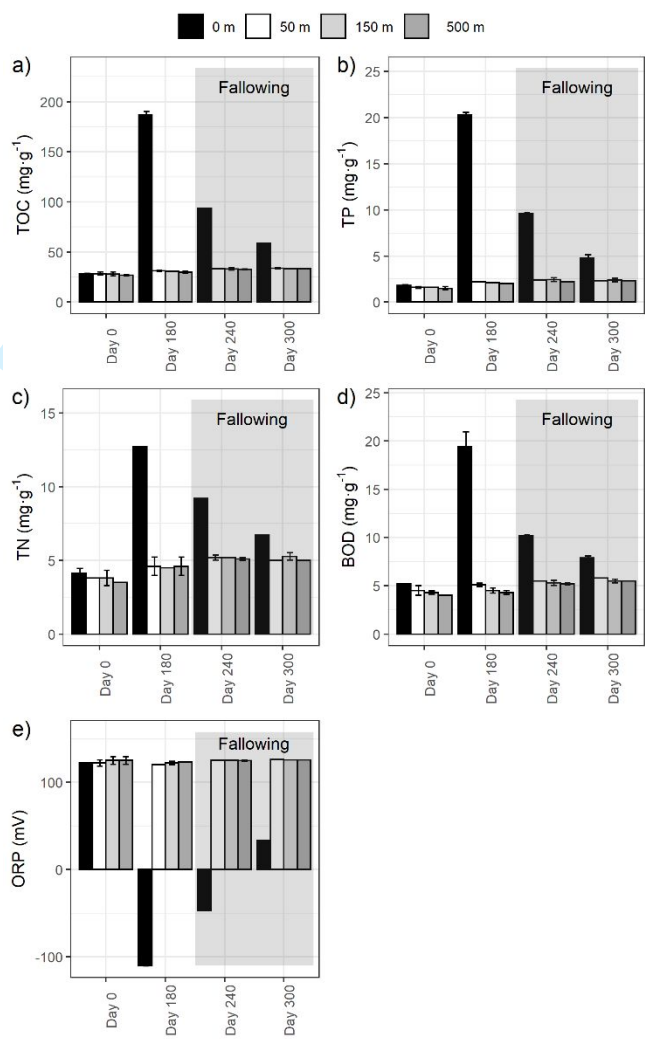 0 m 50 m 150 m 500 m
a)
Fallowing
TOC (mg·g⁻¹)
200
150
100
50
0
Day 0
Day 180
Day 240
Day 300
b)
Fallowing
TP (mg·g⁻¹)
25
20
15
10
5
0
Day 0
Day 180
Day 240
Day 300
c)
Fallowing
TN (mg·g⁻¹)
15
10
5
0
Day 0
Day 180
Day 240
Day 300
d)
Fallowing
BOD (mg·g⁻¹)
25
20
15
10
5
0
Day 0
Day 180
Day 240
Day 300
e)
Fallowing
ORP (mV)
100
0
-100
Day 0
Day 180
Day 240
Day 300